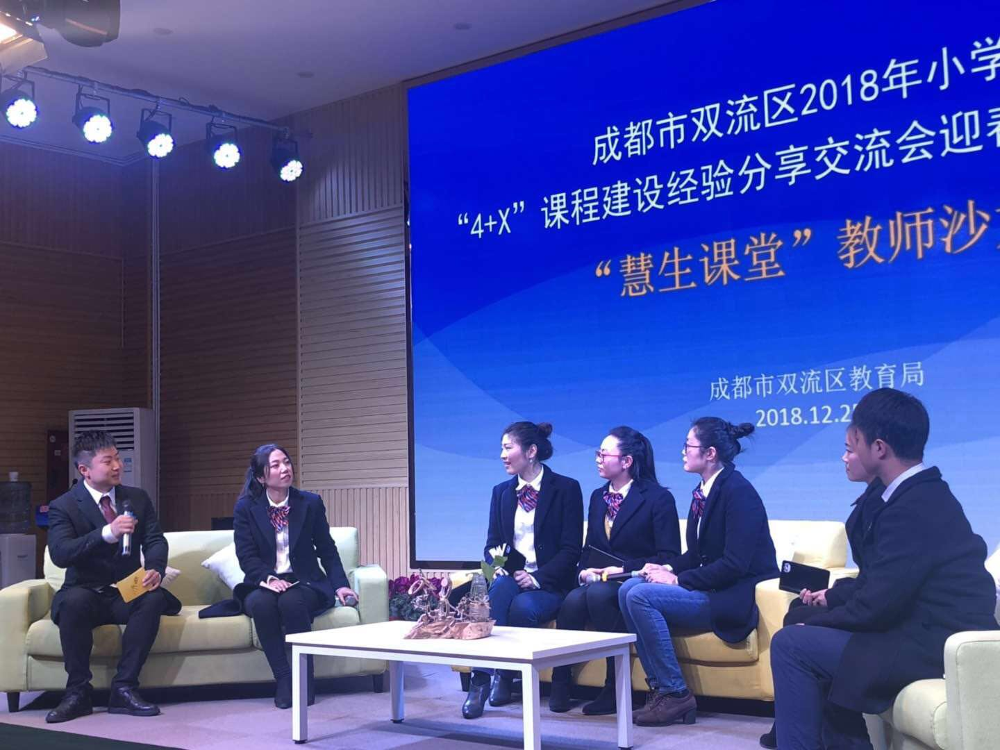 成都市双流区2018年小学
“4+X”课程建设经验分享交流会迎春
“慧生课堂”教师沙
成都市双流区教育局
2018.12.2